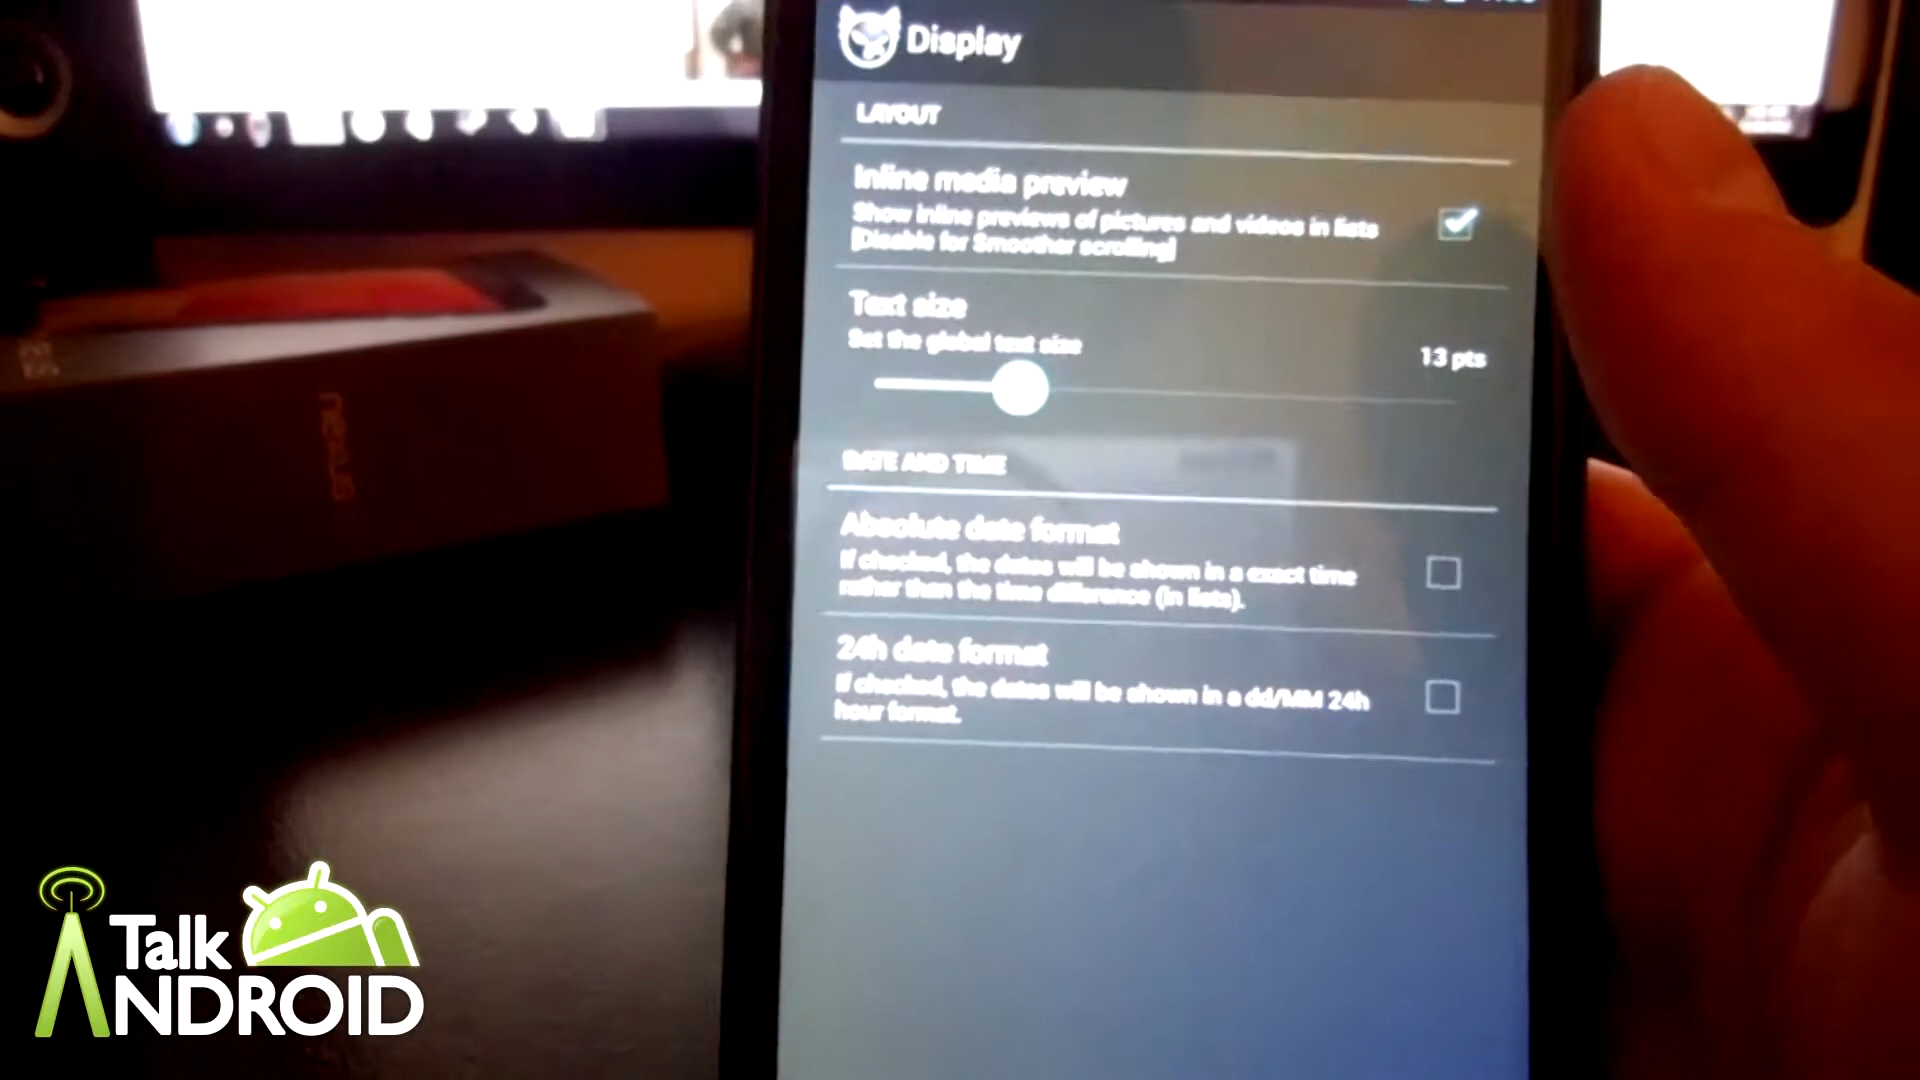 Display
LAYOUT
Inline media preview
Show inline previews of pictures and videos in lists
[Disable for Smoother scrolling]
Text size
Set the global text size
13 pts
DATE AND TIME
Absolute date format
If checked, the dates will be shown in a exact time
rather than the time difference (in lists).
24h date format
If checked, the dates will be shown in a dd/MM 24h
hour format.
nexus
Talk
ANDROID